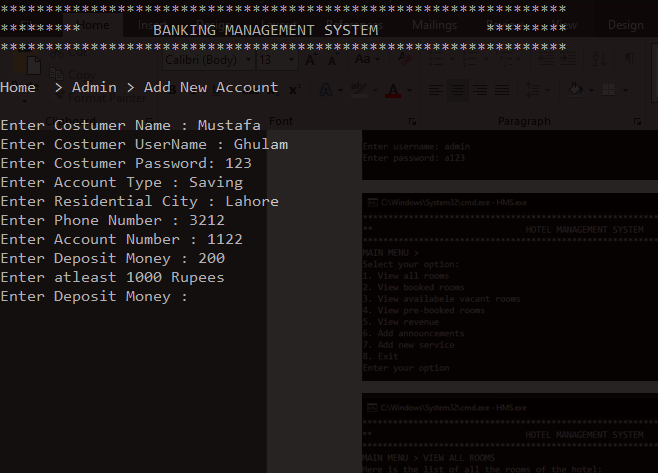 ***************************************************************
*********        BANKING MANAGEMENT SYSTEM            *********
***************************************************************
Home  > Admin > Add New Account
Enter Costumer Name : Mustafa
Enter Costumer UserName : Ghulam
Enter Costumer Password: 123
Enter Account Type : Saving
Enter Residential City : Lahore
Enter Phone Number : 3212
Enter Account Number : 1122
Enter Deposit Money : 200
Enter atleast 1000 Rupees
Enter Deposit Money :
Home
Insert
Design
References
Mailings
Review
View
Design
Copy
Format Painter
Calibri (Body)
13
Clipboard
Font
Paragraph
Enter username: admin
Enter password: a123
C:\Windows\System32\cmd.exe - HMS.exe
** HOTEL MANAGEMENT SYSTEM
MAIN MENU >
Select your option:
1. View all rooms
2. View booked rooms
3. View availabele vacant rooms
4. View pre-booked rooms
5. View revenue
6. Add announcements
7. Add new service
8. Exit
Enter your option
C:\Windows\System32\cmd.exe - HMS.exe
** HOTEL MANAGEMENT SYSTEM
MAIN MENU > VIEW ALL ROOMS
Here is the list of all the rooms of the hotel: